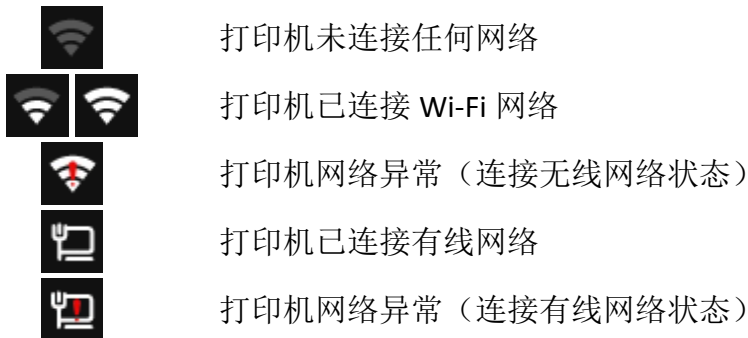 打印机未连接任何网络
打印机已连接 Wi-Fi 网络
打印机网络异常（连接无线网络状态）
打印机已连接有线网络
打印机网络异常（连接有线网络状态）